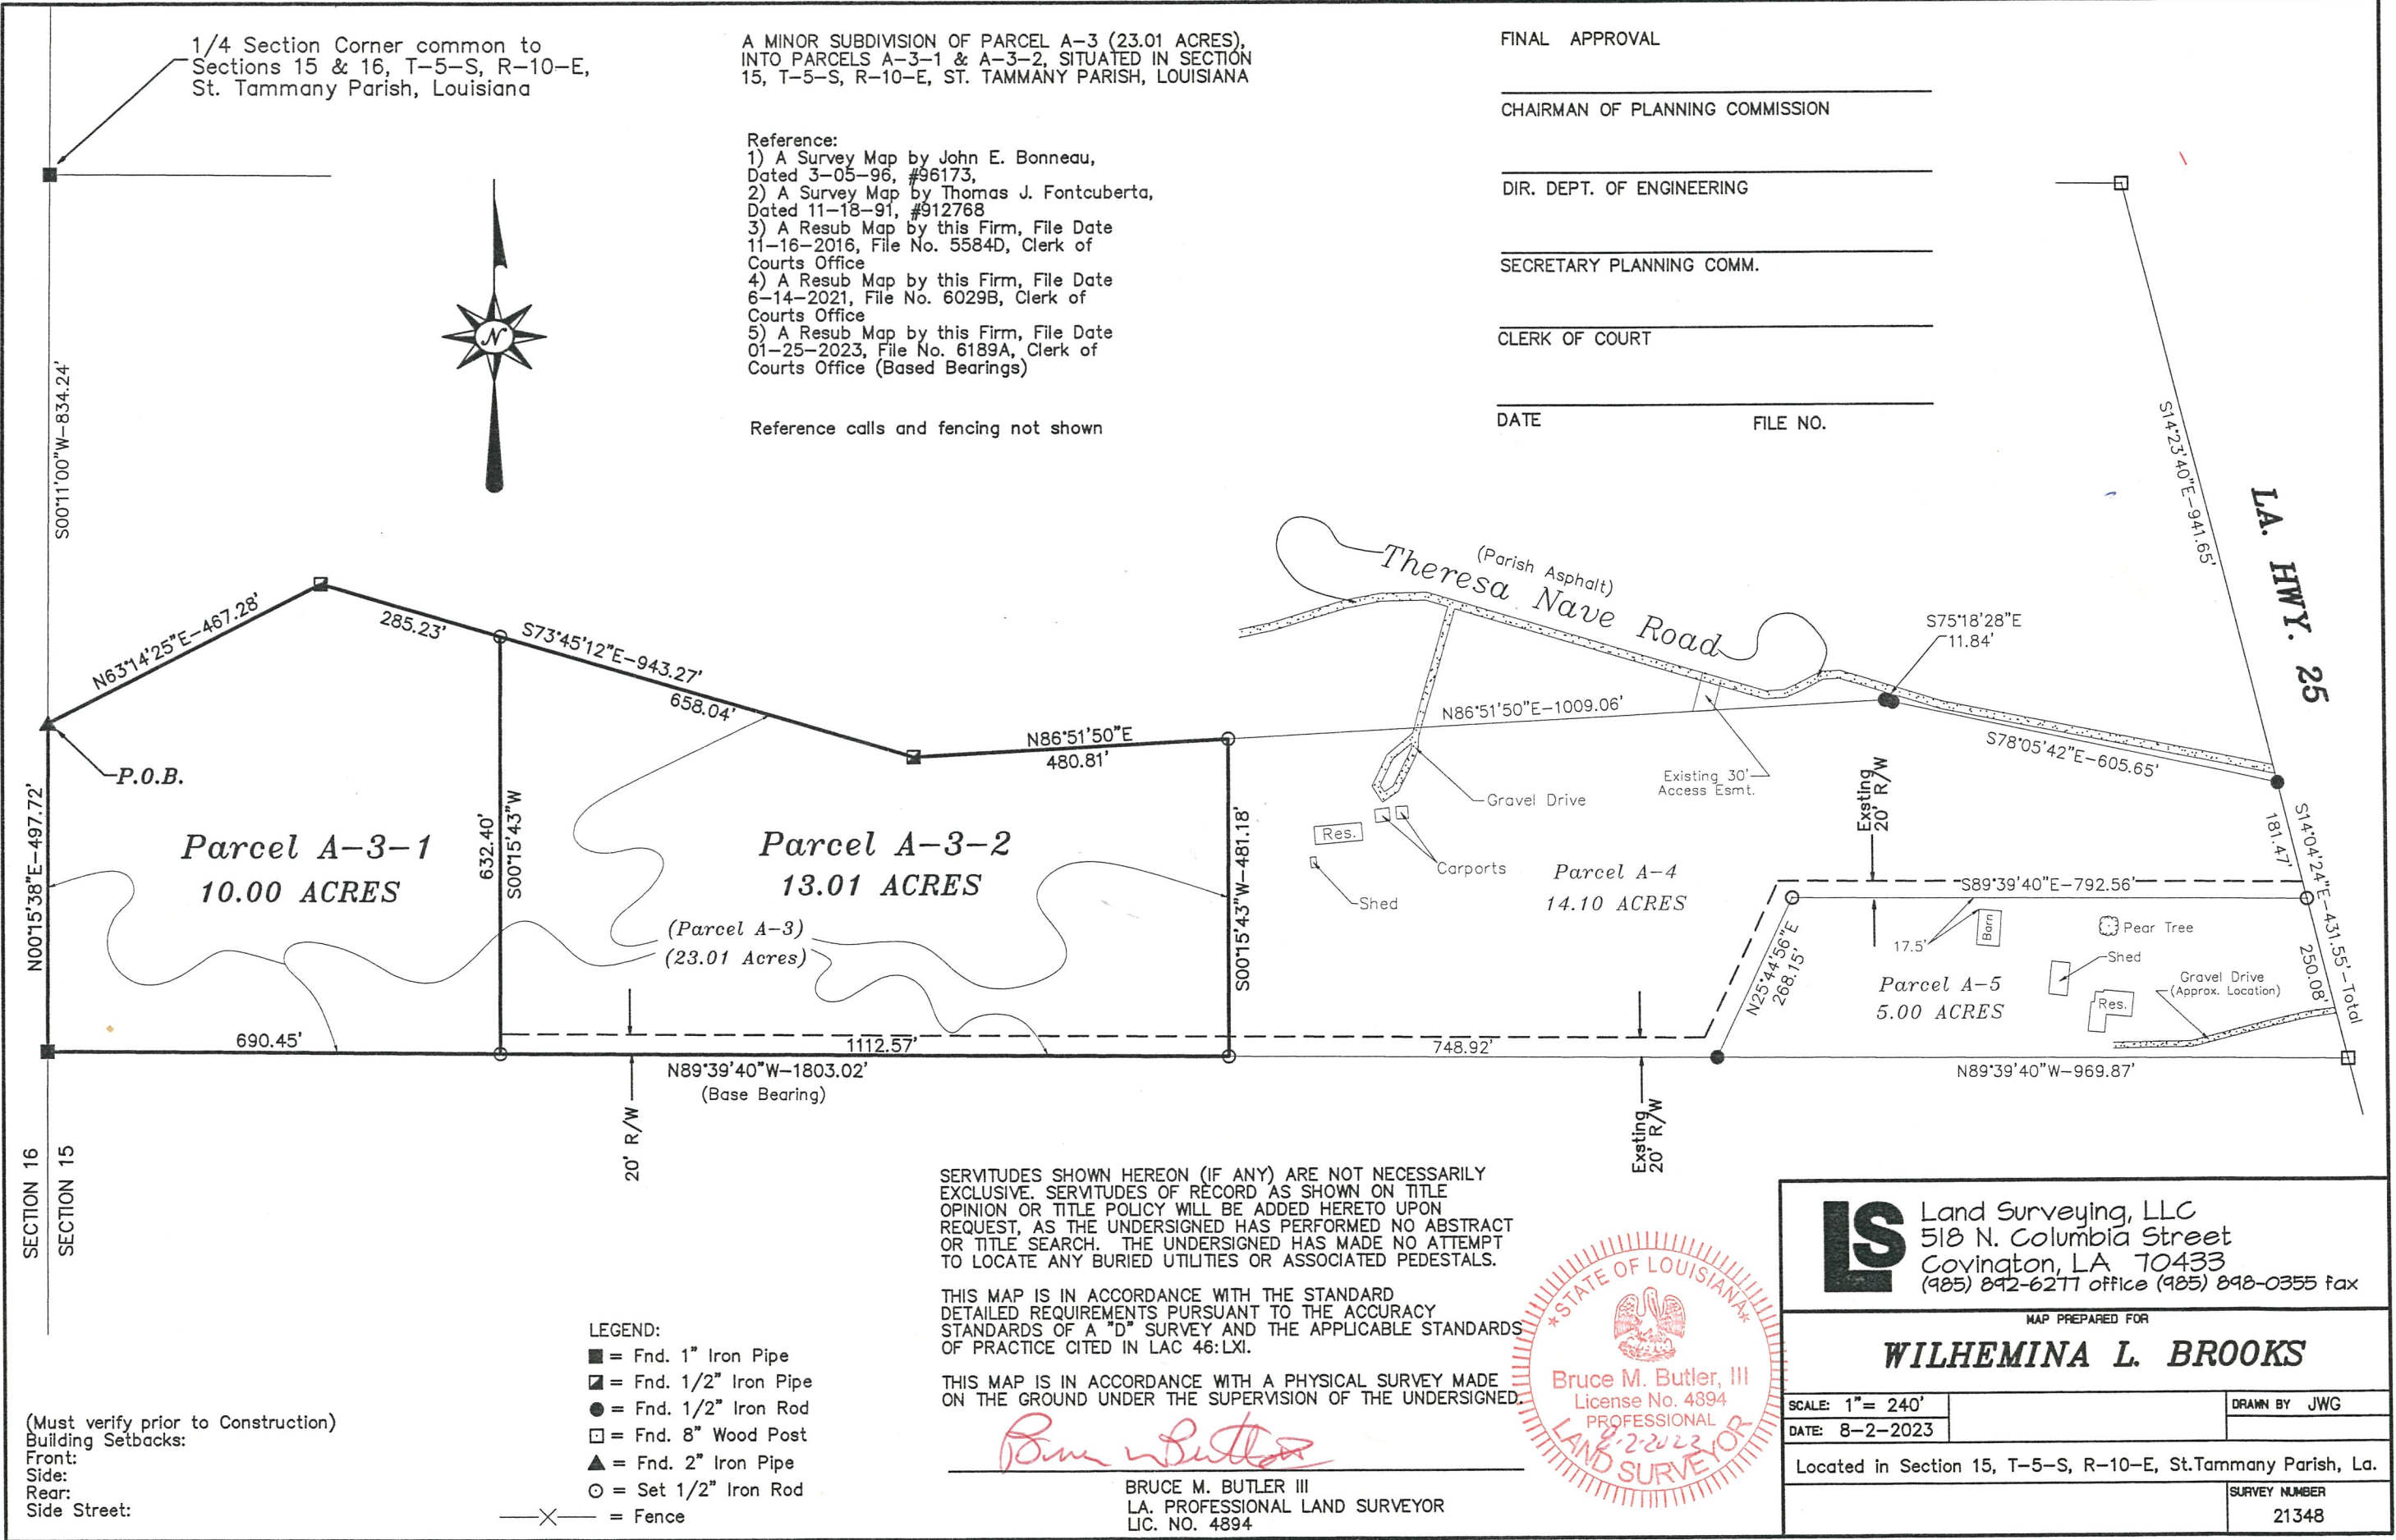 1/4 Section Corner common to
Sections 15 & 16, T-5-S, R-10-E,
St. Tammany Parish, Louisiana
A MINOR SUBDIVISION OF PARCEL A-3 (23.01 ACRES),
INTO PARCELS A-3-1 & A-3-2, SITUATED IN SECTION
15, T-5-S, R-10-E, ST. TAMMANY PARISH, LOUISIANA
Reference:
1) A Survey Map by John E. Bonneau,
Dated 3-05-96, #96173,
2) A Survey Map by Thomas J. Fontcuberta,
Dated 11-18-91, #912768
3) A Resub Map by this Firm, File Date
11-16-2016, File No. 5584D, Clerk of
Courts Office
4) A Resub Map by this Firm, File Date
6-14-2021, File No. 6029B, Clerk of
Courts Office
5) A Resub Map by this Firm, File Date
01-25-2023, File No. 6189A, Clerk of
Courts Office (Based Bearings)
Reference calls and fencing not shown
FINAL APPROVAL
CHAIRMAN OF PLANNING COMMISSION
DIR. DEPT. OF ENGINEERING
SECRETARY PLANNING COMM.
CLERK OF COURT
DATE FILE NO.
N
S00°11'00"W-834.24'
N63°14'25"E-467.28'
285.23'
S73°45'12"E-943.27'
658.04'
N86°51'50"E
480.81'
P.O.B.
N00°15'38"E-497.72'
Parcel A-3-1
10.00 ACRES
632.40'
S00°15'43"W
Parcel A-3-2
13.01 ACRES
(Parcel A-3)
(23.01 Acres)
S00°15'43"W-481.18'
690.45'
1112.57'
N89°39'40"W-1803.02'
(Base Bearing)
20' R/W
(Parish Asphalt)
Theresa Nave Road
N86°51'50"E-1009.06'
S75°18'28"E
11.84'
S78°05'42"E-605.65'
S14°23'40"E-941.65'
LA. HWY. 25
Gravel Drive
Existing 30'
Access Esmt.
Res.
Carports
Shed
Parcel A-4
14.10 ACRES
Exsting
20' R/W
181.47'
S14°04'24"E-431.55'-Total
250.08'
S89°39'40"E-792.56'
17.5'
Barn
Pear Tree
Shed
N25°44'56"E
268.15'
Parcel A-5
5.00 ACRES
Res.
Gravel Drive
(Approx. Location)
748.92'
N89°39'40"W-969.87'
Exsting
20' R/W
SECTION 16
SECTION 15
SERVITUDES SHOWN HEREON (IF ANY) ARE NOT NECESSARILY
EXCLUSIVE. SERVITUDES OF RECORD AS SHOWN ON TITLE
OPINION OR TITLE POLICY WILL BE ADDED HERETO UPON
REQUEST, AS THE UNDERSIGNED HAS PERFORMED NO ABSTRACT
OR TITLE SEARCH. THE UNDERSIGNED HAS MADE NO ATTEMPT
TO LOCATE ANY BURIED UTILITIES OR ASSOCIATED PEDESTALS.
THIS MAP IS IN ACCORDANCE WITH THE STANDARD
DETAILED REQUIREMENTS PURSUANT TO THE ACCURACY
STANDARDS OF A "D" SURVEY AND THE APPLICABLE STANDARDS
OF PRACTICE CITED IN LAC 46:LXI.
THIS MAP IS IN ACCORDANCE WITH A PHYSICAL SURVEY MADE
ON THE GROUND UNDER THE SUPERVISION OF THE UNDERSIGNED.
BRUCE M. BUTLER III
LA. PROFESSIONAL LAND SURVEYOR
LIC. NO. 4894
STATE OF LOUISIANA
Bruce M. Butler, III
License No. 4894
PROFESSIONAL
LAND SURVEYOR
LEGEND:
= Fnd. 1" Iron Pipe
= Fnd. 1/2" Iron Pipe
= Fnd. 1/2" Iron Rod
= Fnd. 8" Wood Post
= Fnd. 2" Iron Pipe
= Set 1/2" Iron Rod
= Fence
(Must verify prior to Construction)
Building Setbacks:
Front:
Side:
Rear:
Side Street:
LS
Land Surveying, LLC
518 N. Columbia Street
Covington, LA 70433
(985) 892-6277 office (985) 898-0355 fax
MAP PREPARED FOR
WILHEMINA L. BROOKS
SCALE: 1"= 240'
DRAWN BY JWG
DATE: 8-2-2023
Located in Section 15, T-5-S, R-10-E, St.Tammany Parish, La.
SURVEY NUMBER
21348